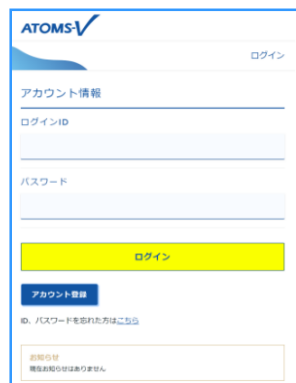 ATOMS-V
ログイン
アカウント情報
ログインID
パスワード
ログイン
アカウント登録
ID、パスワードを忘れた方はこちら
お知らせ
現在お知らせはありません